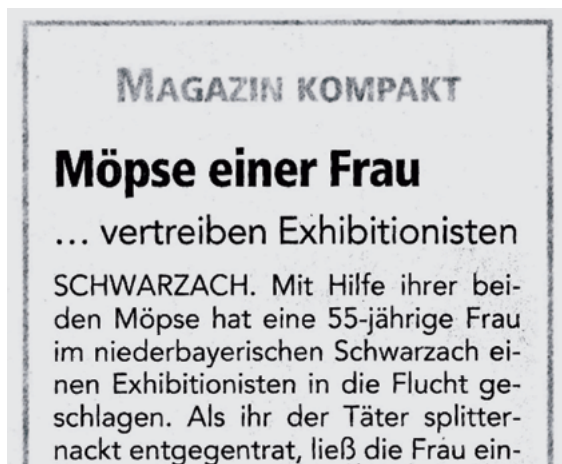 MAGAZIN KOMPAKT
Möpse einer Frau
... vertreiben Exhibitionisten
SCHWARZACH. Mit Hilfe ihrer bei-
den Möpse hat eine 55-jährige Frau
im niederbayerischen Schwarzach ei-
nen Exhibitionisten in die Flucht ge-
schlagen. Als ihr der Täter splitter-
nackt entgegentrat, ließ die Frau ein-